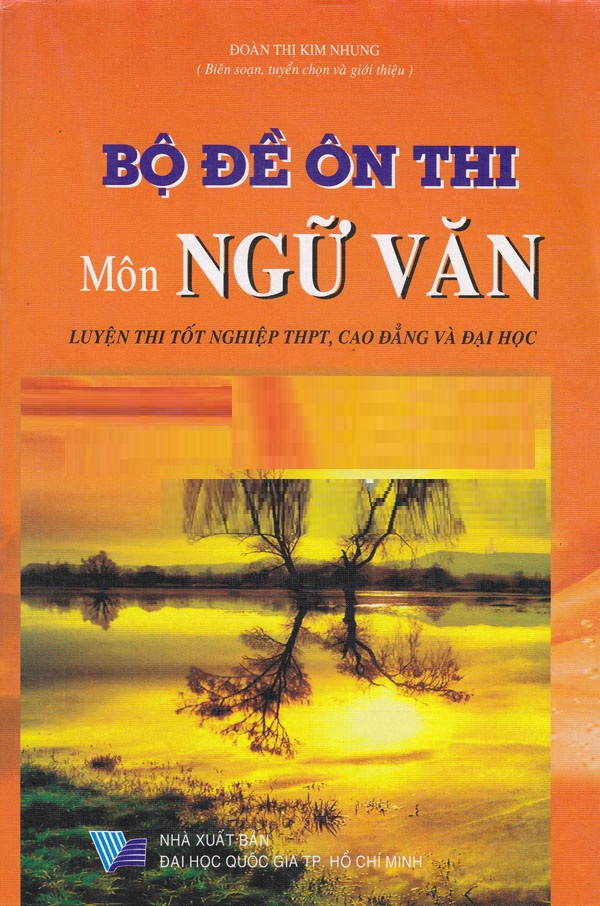 ĐOÀN THỊ KIM NHUNG
( Biên soạn, tuyển chọn và giới thiệu )
BỘ ĐỀ ÔN THI
Môn NGỮ VĂN
LUYỆN THI TỐT NGHIỆP THPT, CAO ĐẲNG VÀ ĐẠI HỌC
NHÀ XUẤT BẢN
ĐẠI HỌC QUỐC GIA TP. HỒ CHÍ MINH